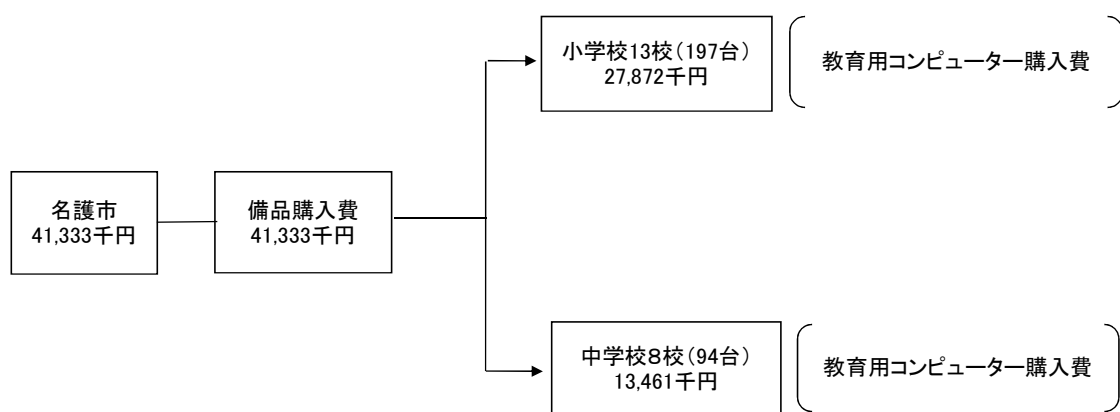 小学校13校(197台)
27,872千円
教育用コンピューター購入費
名護市
41,333千円
備品購入費
41,333千円
中学校8校(94台)
13,461千円
教育用コンピューター購入費